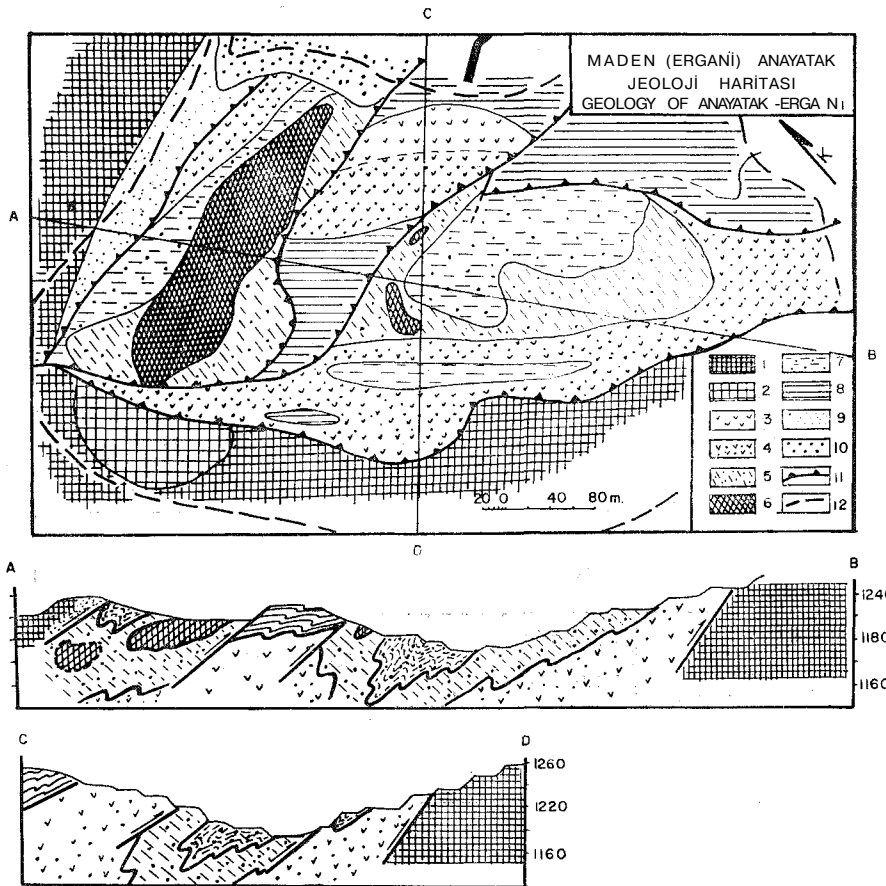 C
MADEN (ERGANİ) ANAYATAK
JEOLOJİ HARİTASI
GEOLOGY OF ANAYATAK-ERGANI
K
A
B
1 7
2 8
3 9
4 10
5 11
6 12
20 0 40 80 m.
D
A B
1240
1180
1160
C D
1260
1220
1160